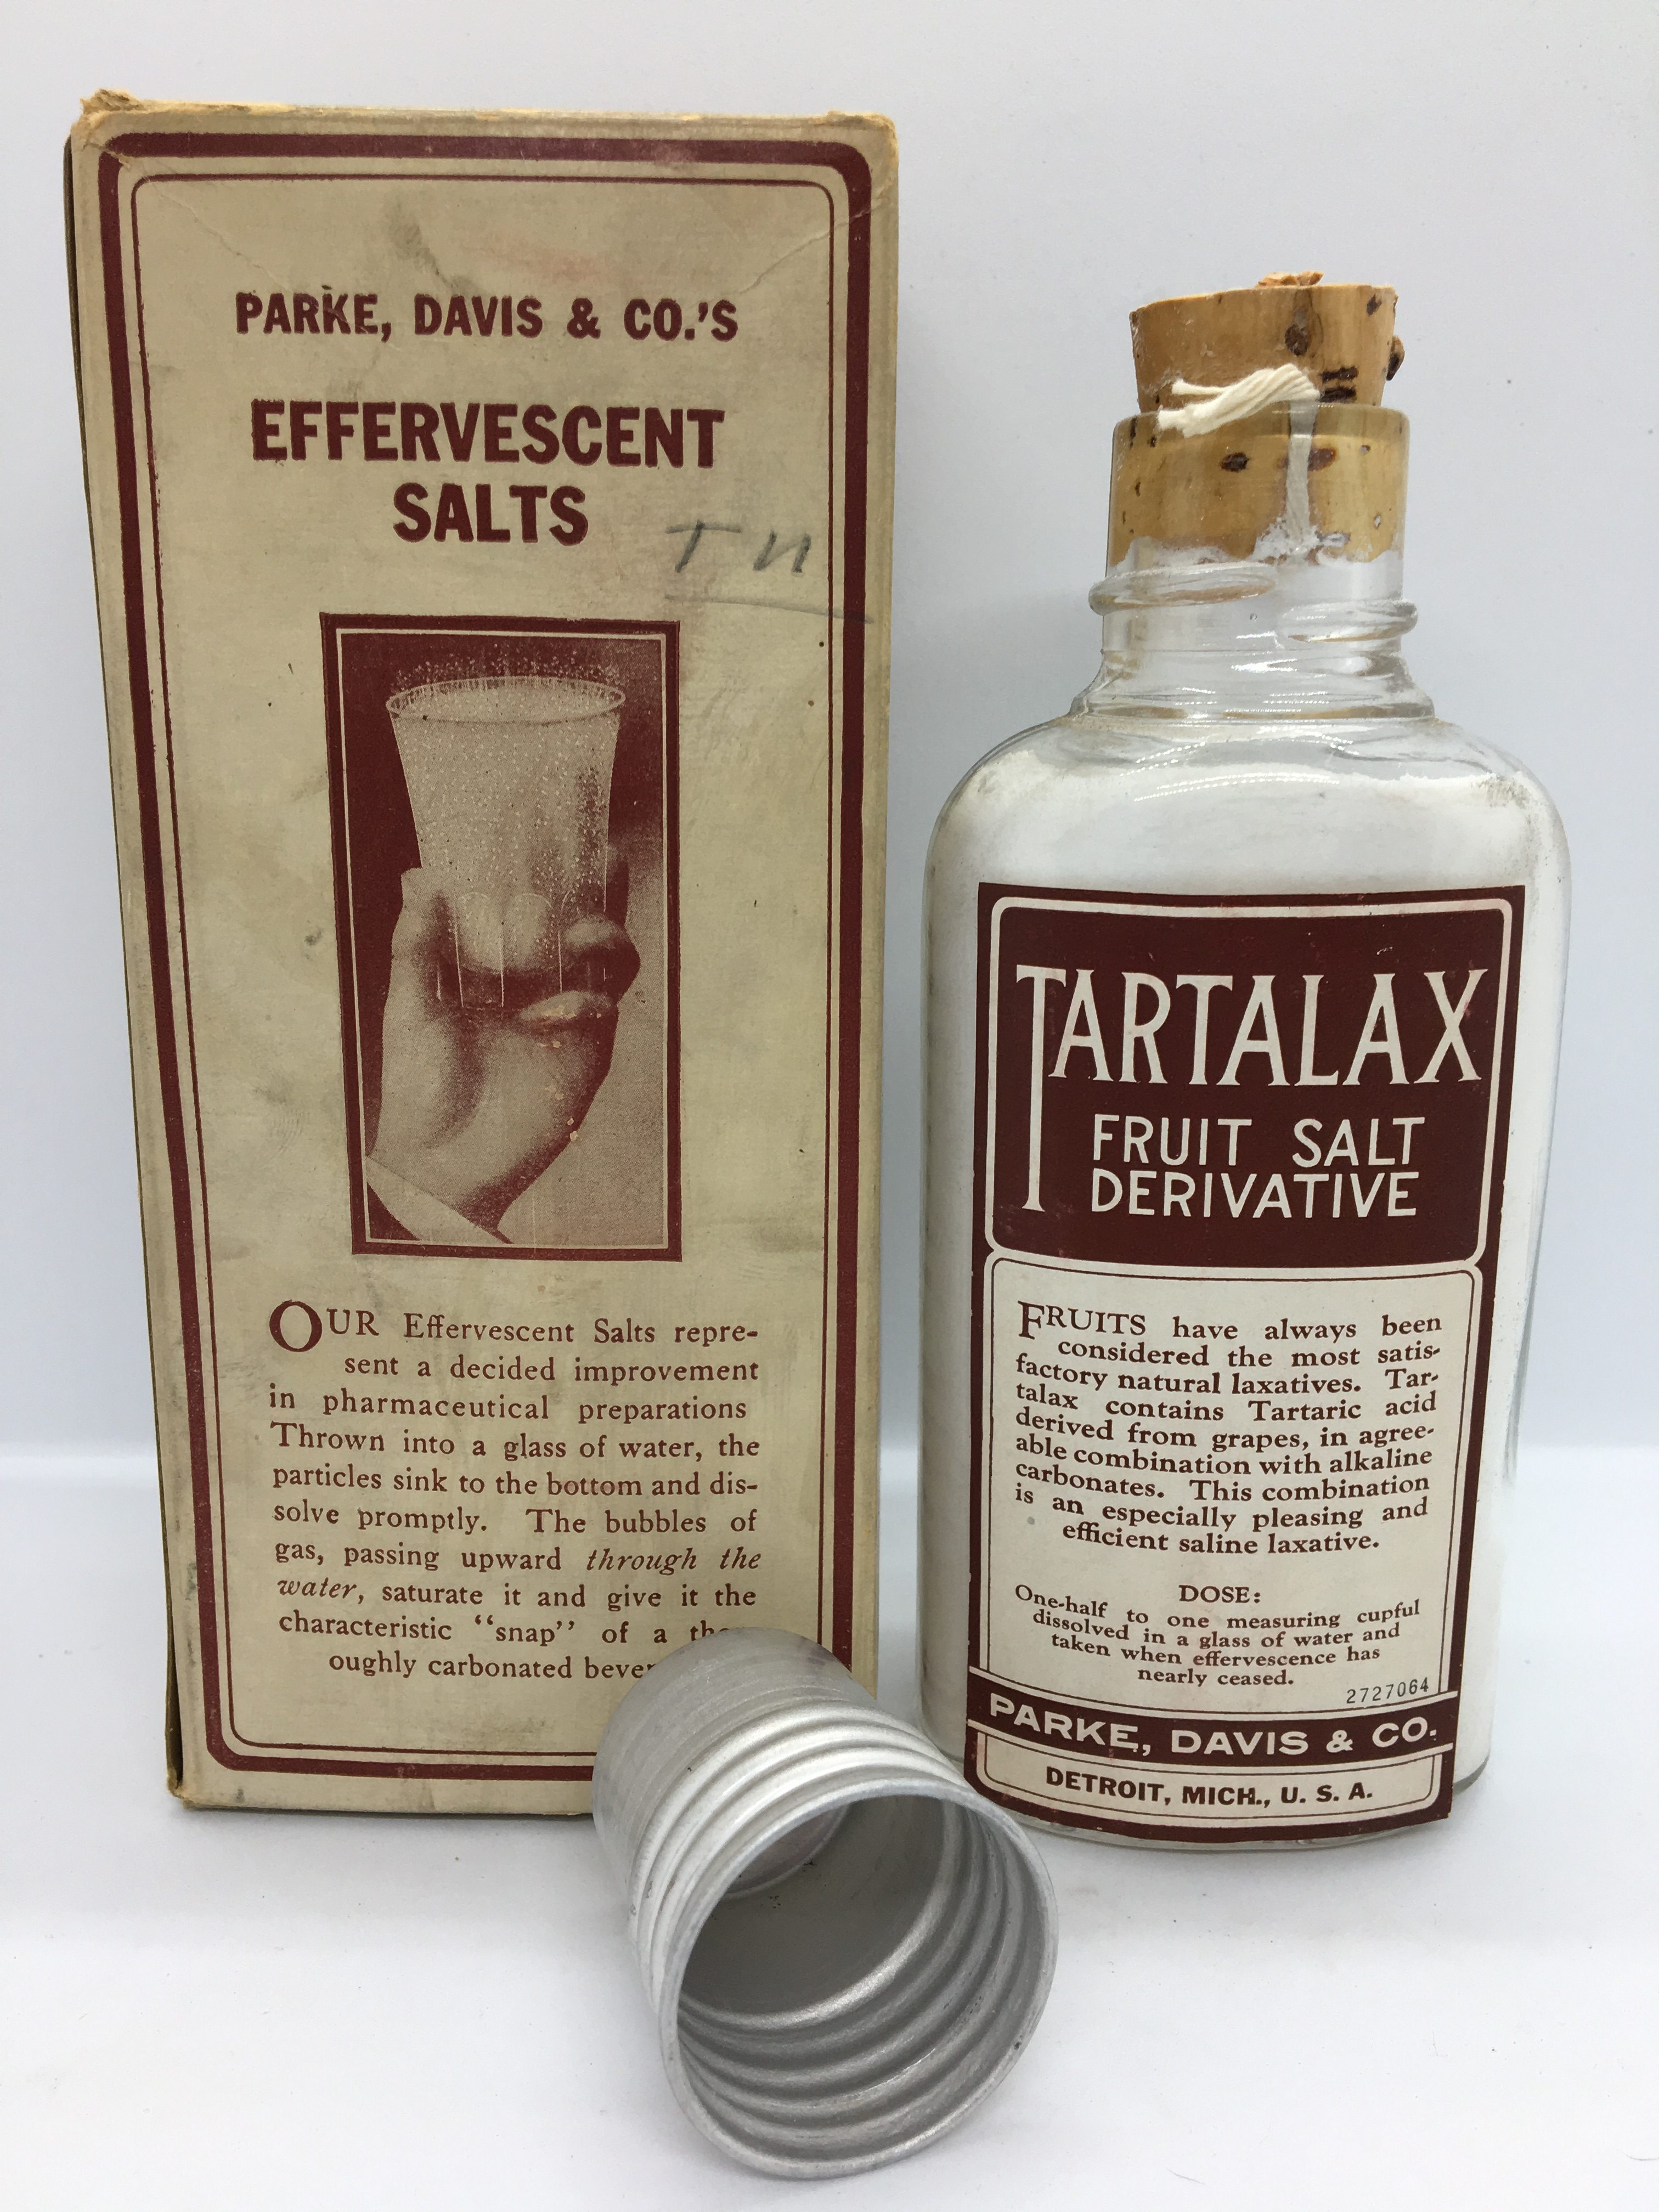 PARKE, DAVIS & CO.'S
EFFERVESCENT
SALTS
OUR Effervescent Salts repre-
sent a decided improvement
in pharmaceutical preparations
Thrown into a glass of water, the
particles sink to the bottom and dis-
solve promptly. The bubbles of
gas, passing upward through the
water, saturate it and give it the
characteristic "snap" of a
oughly carbonated
TARTALAX
FRUIT SALT
DERIVATIVE
FRUITS have always been
considered the most satis-
factory natural laxatives. Tar-
talax contains Tartaric acid
derived from grapes, in agree-
able combination with alkaline
carbonates. This combination
is an especially pleasing and
efficient saline laxative.
DOSE:
One-half to one measuring cupful
dissolved in a glass of water and
taken when effervescence has
nearly ceased.
2727064
PARKE, DAVIS & CO.
DETROIT, MICH., U. S. A.